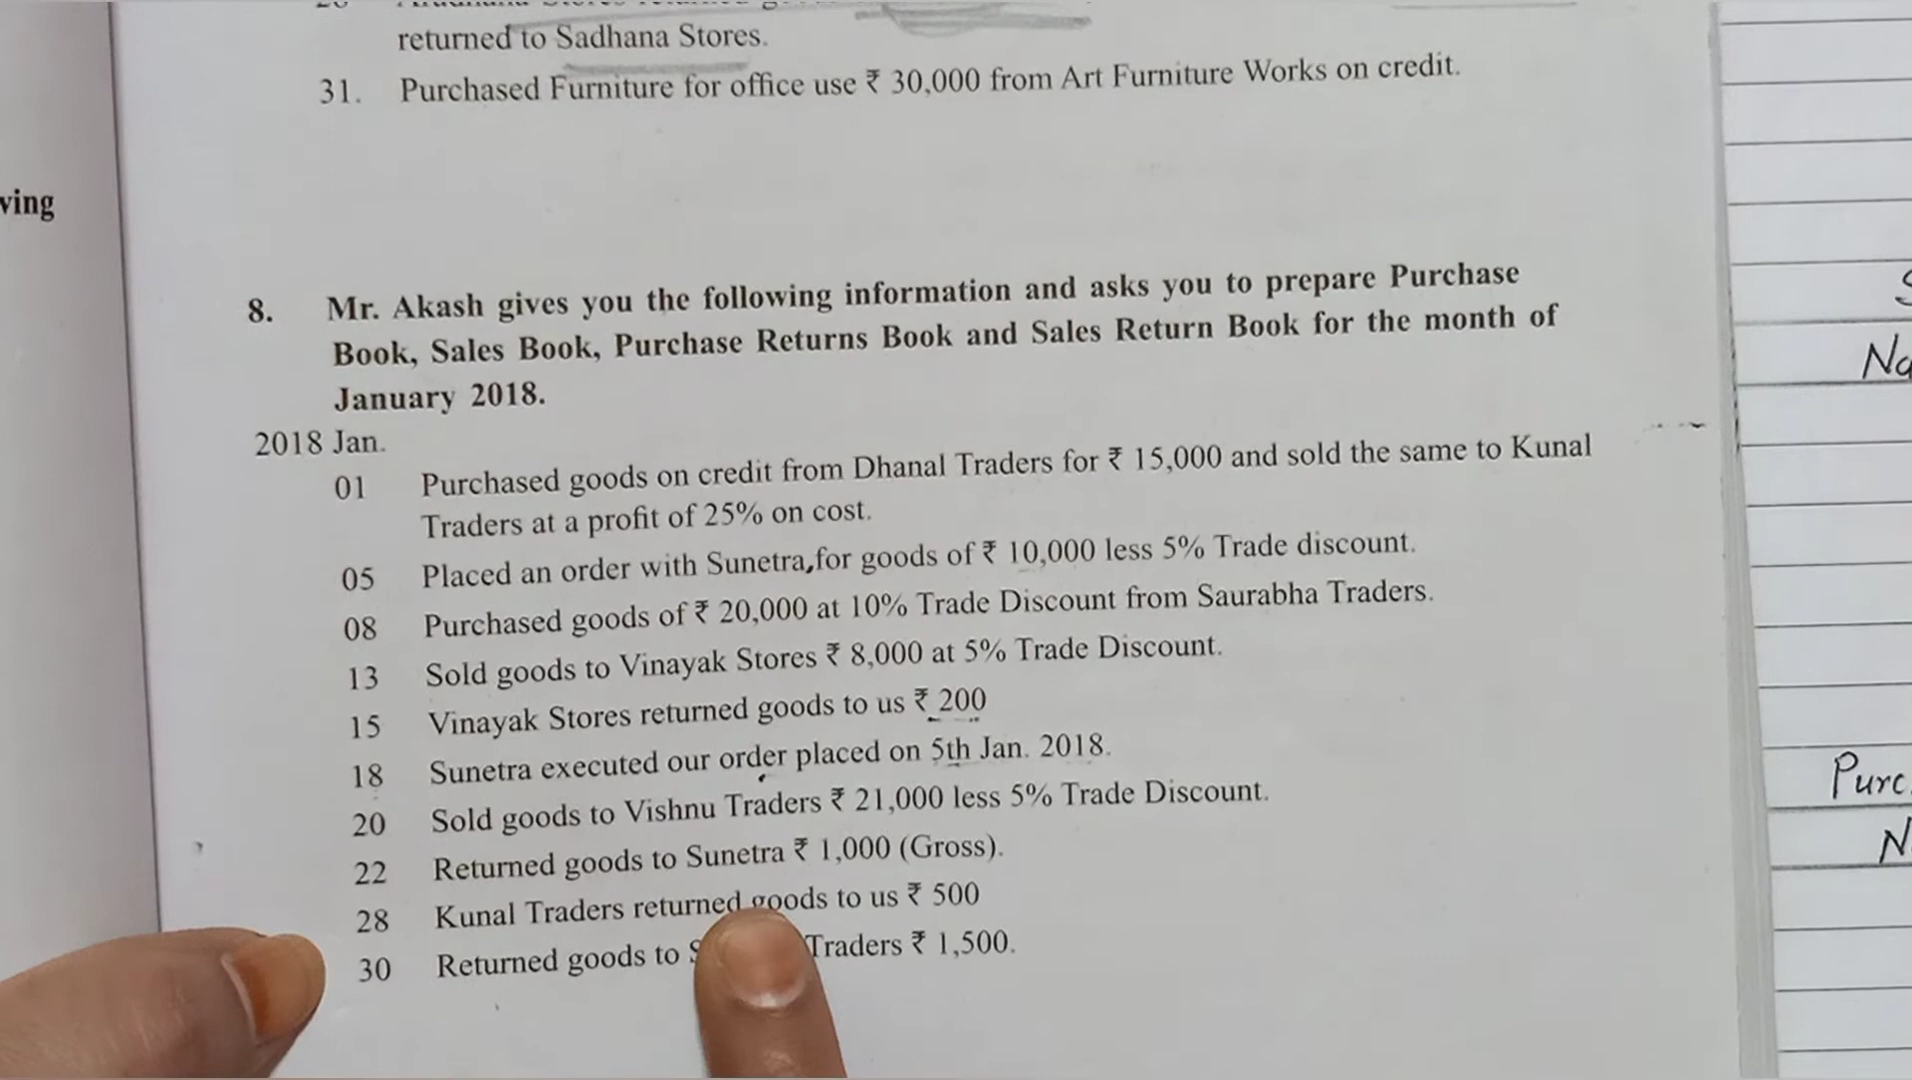 returned to Sadhana Stores.
31. Purchased Furniture for office use ₹ 30,000 from Art Furniture Works on credit.
ving
8. Mr. Akash gives you the following information and asks you to prepare Purchase
Book, Sales Book, Purchase Returns Book and Sales Return Book for the month of
January 2018.
2018 Jan.
01 Purchased goods on credit from Dhanal Traders for ₹ 15,000 and sold the same to Kunal
Traders at a profit of 25% on cost.
05 Placed an order with Sunetra,for goods of ₹ 10,000 less 5% Trade discount.
08 Purchased goods of ₹ 20,000 at 10% Trade Discount from Saurabha Traders.
13 Sold goods to Vinayak Stores ₹ 8,000 at 5% Trade Discount.
15 Vinayak Stores returned goods to us ₹ 200
18 Sunetra executed our order placed on 5th Jan. 2018.
20 Sold goods to Vishnu Traders ₹ 21,000 less 5% Trade Discount.
22 Returned goods to Sunetra ₹ 1,000 (Gross).
28 Kunal Traders returned goods to us ₹ 500
30 Returned goods to Traders ₹ 1,500.
S
Na
Purc
N